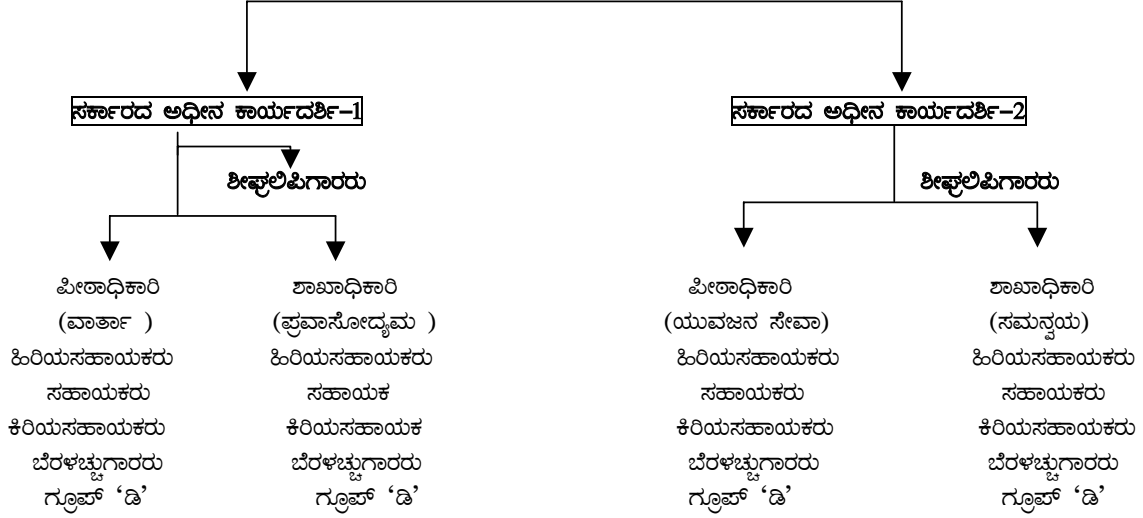 ಸರ್ಕಾರದ ಅಧೀನ ಕಾರ್ಯದರ್ಶಿ–1
ಶೀಘ್ರಲಿಪಿಗಾರರು
ಪೀಠಾಧಿಕಾರಿ
(ವಾರ್ತಾ )
ಹಿರಿಯಸಹಾಯಕರು
ಸಹಾಯಕರು
ಕಿರಿಯಸಹಾಯಕರು
ಬೆರಳಚ್ಚುಗಾರರು
ಗ್ರೂಪ್ ‘ಡಿ’
ಶಾಖಾಧಿಕಾರಿ
(ಪ್ರವಾಸೋದ್ಯಮ )
ಹಿರಿಯಸಹಾಯಕರು
ಸಹಾಯಕ
ಕಿರಿಯಸಹಾಯಕ
ಬೆರಳಚ್ಚುಗಾರರು
ಗ್ರೂಪ್ ‘ಡಿ’
ಸರ್ಕಾರದ ಅಧೀನ ಕಾರ್ಯದರ್ಶಿ–2
ಶೀಘ್ರಲಿಪಿಗಾರರು
ಪೀಠಾಧಿಕಾರಿ
(ಯುವಜನ ಸೇವಾ)
ಹಿರಿಯಸಹಾಯಕರು
ಸಹಾಯಕರು
ಕಿರಿಯಸಹಾಯಕರು
ಬೆರಳಚ್ಚುಗಾರರು
ಗ್ರೂಪ್ ‘ಡಿ’
ಶಾಖಾಧಿಕಾರಿ
(ಸಮನ್ವಯ)
ಹಿರಿಯಸಹಾಯಕರು
ಸಹಾಯಕರು
ಕಿರಿಯಸಹಾಯಕರು
ಬೆರಳಚ್ಚುಗಾರರು
ಗ್ರೂಪ್ ‘ಡಿ’